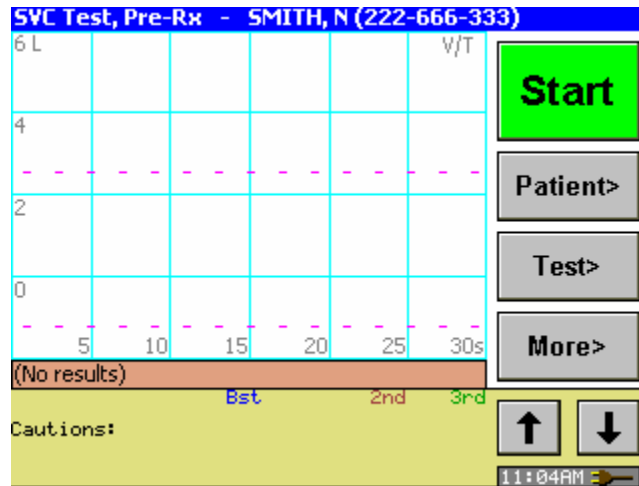 SVC Test, Pre-Rx - SMITH, N (222-666-333)
6 L
V/T
4
2
0
5 10 15 20 25 30s
(No results)
Bst 2nd 3rd
Cautions:
Start
Patient>
Test>
More>
11:04AM